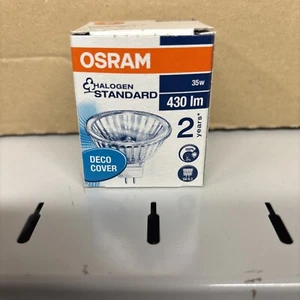 OSRAM
HALOGEN
STANDARD
35w
430 lm
2
years*
DECO
COVER